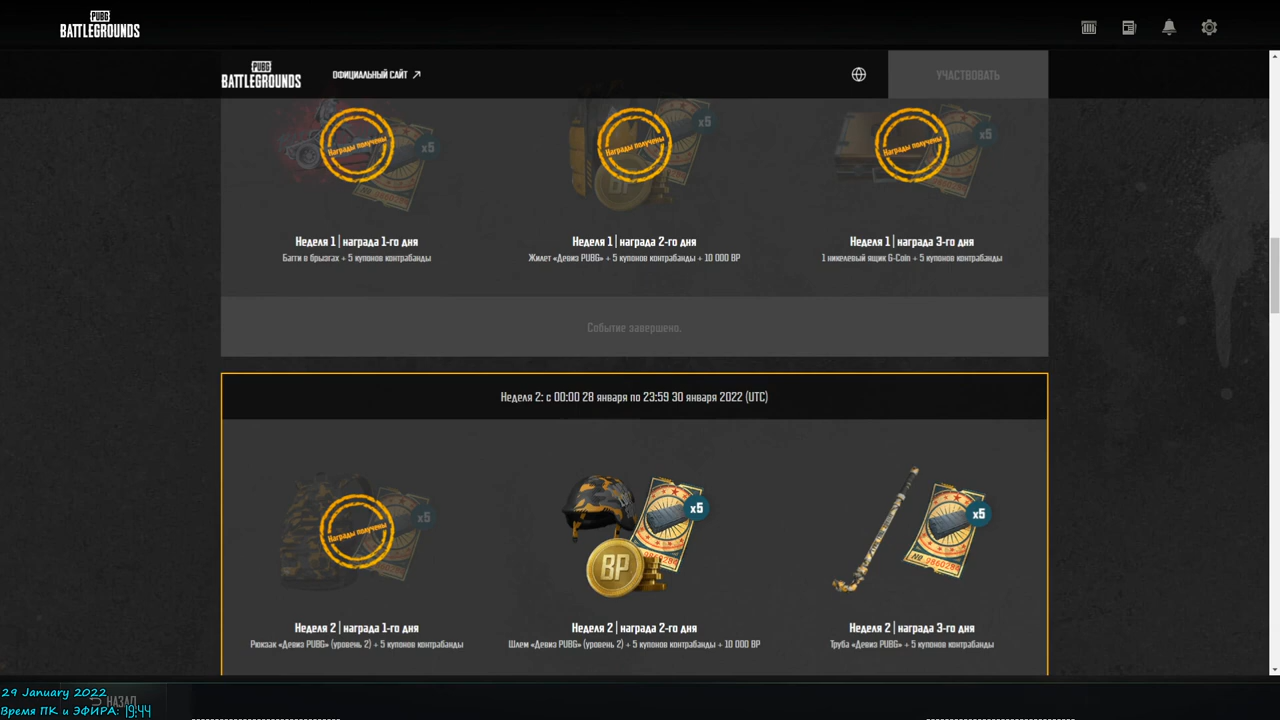 PUBG
BATTLEGROUNDS
PUBG
BATTLEGROUNDS
ОФИЦИАЛЬНЫЙ САЙТ
УЧАСТВОВАТЬ
Награды получены
x5
Награды получены
x5
BP
Награды получены
x5
Неделя 1 | награда 1-го дня
Неделя 1 | награда 2-го дня
Неделя 1 | награда 3-го дня
Багги в брызгах + 5 купонов контрабанды
Жилет «Девиз PUBG» + 5 купонов контрабанды + 10 000 BP
1 никелевый ящик G-Coin + 5 купонов контрабанды
Событие завершено.
Неделя 2: с 00:00 28 января по 23:59 30 января 2022 (UTC)
Награды получены
x5
x5
BP
9860286
x5
№ 9860286
Неделя 2 | награда 1-го дня
Неделя 2 | награда 2-го дня
Неделя 2 | награда 3-го дня
Рюкзак «Девиз PUBG» (уровень 2) + 5 купонов контрабанды
Шлем «Девиз PUBG» (уровень 2) + 5 купонов контрабанды + 10 000 BP
Труба «Девиз PUBG» + 5 купонов контрабанды
29 January 2022
НАЗАД
Время ПК и ЭФИРА: 19:44